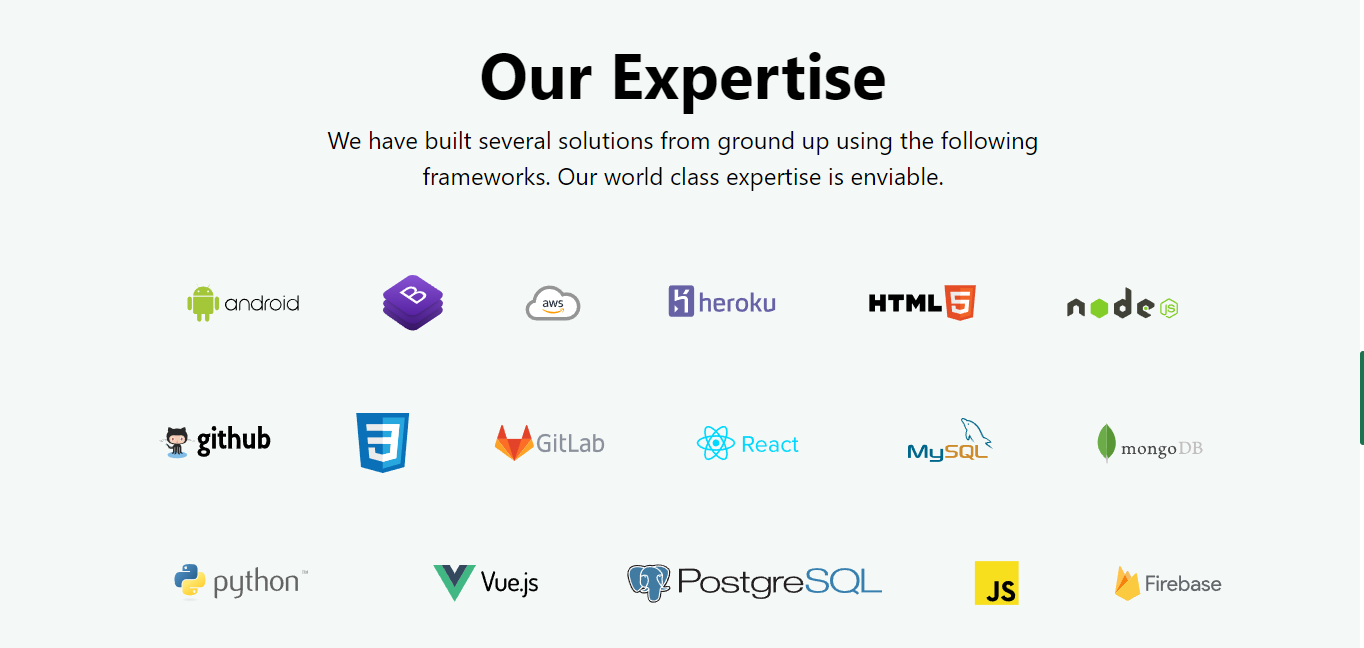 Our Expertise
We have built several solutions from ground up using the following
frameworks. Our world class expertise is enviable.
android B aws heroku HTML 5 node JS
github 3 GitLab React MySQL mongoDB
python™ Vue.js PostgreSQL JS Firebase